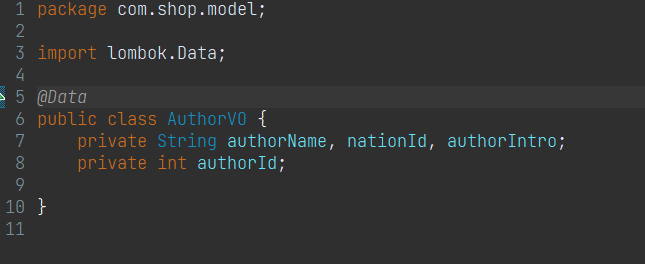 1 package com.shop.model;
2
3 import lombok.Data;
4
5 @Data
6 public class AuthorVO {
7     private String authorName, nationId, authorIntro;
8     private int authorId;
9
10 }
11